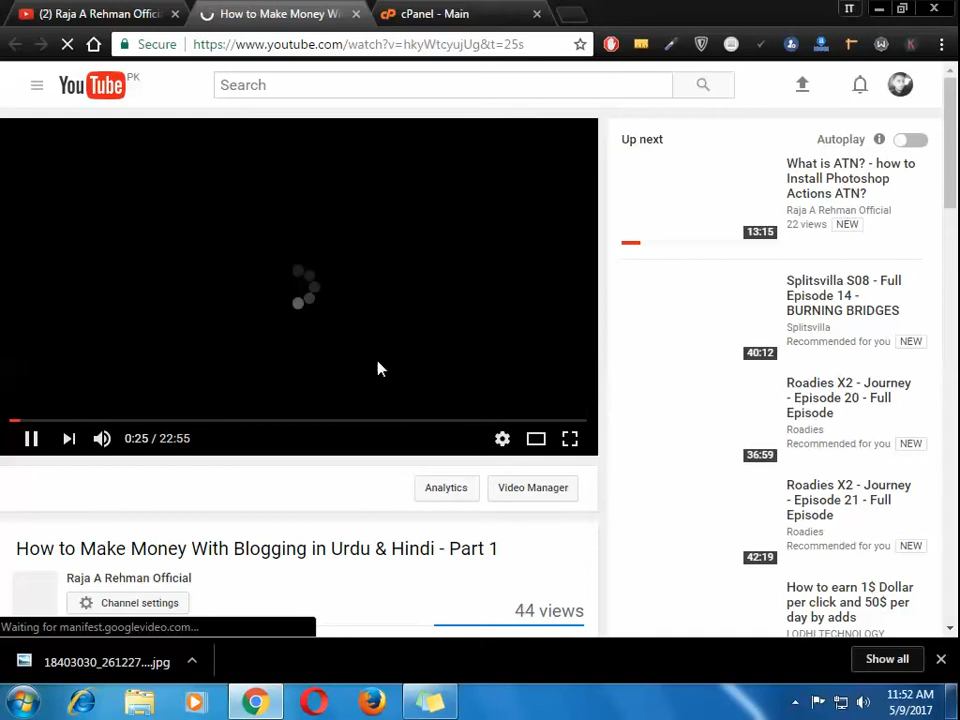 (2) Raja A Rehman Offici
How to Make Money Wi
cPanel - Main
IT
Secure
https://www.youtube.com/watch?v=hkyWtcyujUg&t=25s
YouTube PK
Search
Up next
Autoplay
What is ATN? - how to
Install Photoshop
Actions ATN?
Raja A Rehman Official
22 views NEW
13:15
Splitsvilla S08 - Full
Episode 14 -
BURNING BRIDGES
Splitsvilla
Recommended for you NEW
40:12
Roadies X2 - Journey
- Episode 20 - Full
Episode
Roadies
Recommended for you NEW
36:59
Roadies X2 - Journey
- Episode 21 - Full
Episode
Roadies
Recommended for you NEW
42:19
How to earn 1$ Dollar
per click and 50$ per
day by adds
LODHI TECHNOLOGY
0:25 / 22:55
Analytics
Video Manager
How to Make Money With Blogging in Urdu & Hindi - Part 1
Raja A Rehman Official
Channel settings
44 views
Waiting for manifest.googlevideo.com...
18403030_261227....jpg
Show all
11:52 AM
5/9/2017